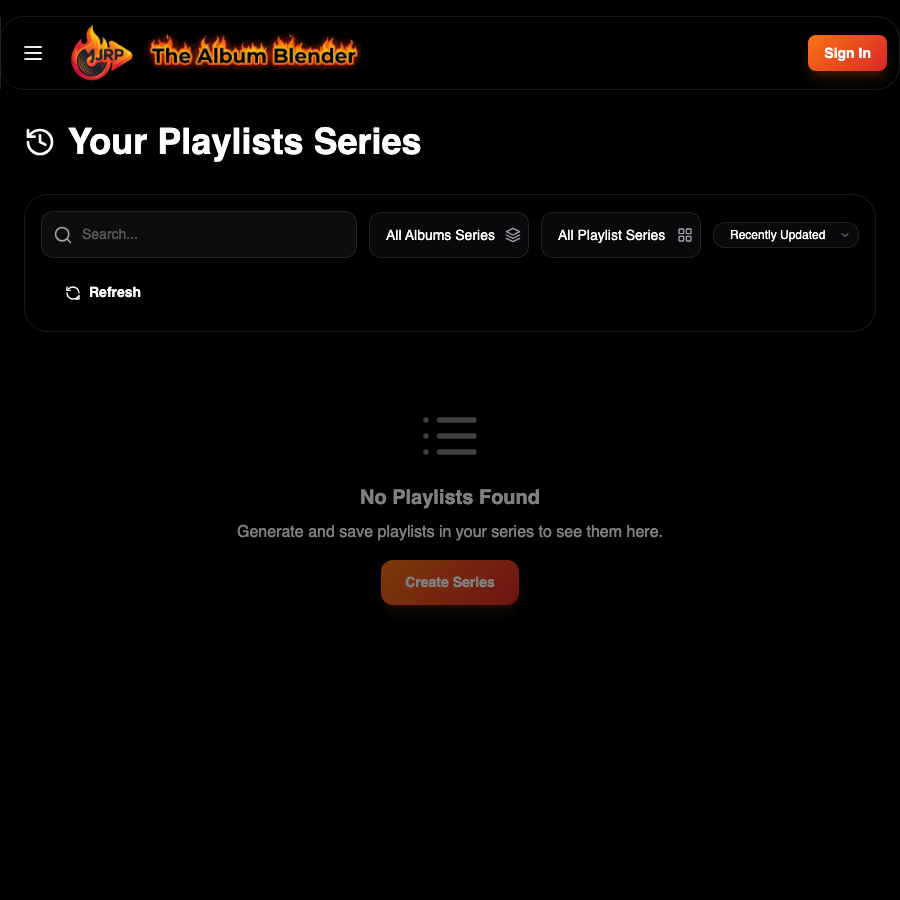 JRP
The Album Blender
Sign In
Your Playlists Series
Search...
All Albums Series
All Playlist Series
Recently Updated
Refresh
No Playlists Found
Generate and save playlists in your series to see them here.
Create Series